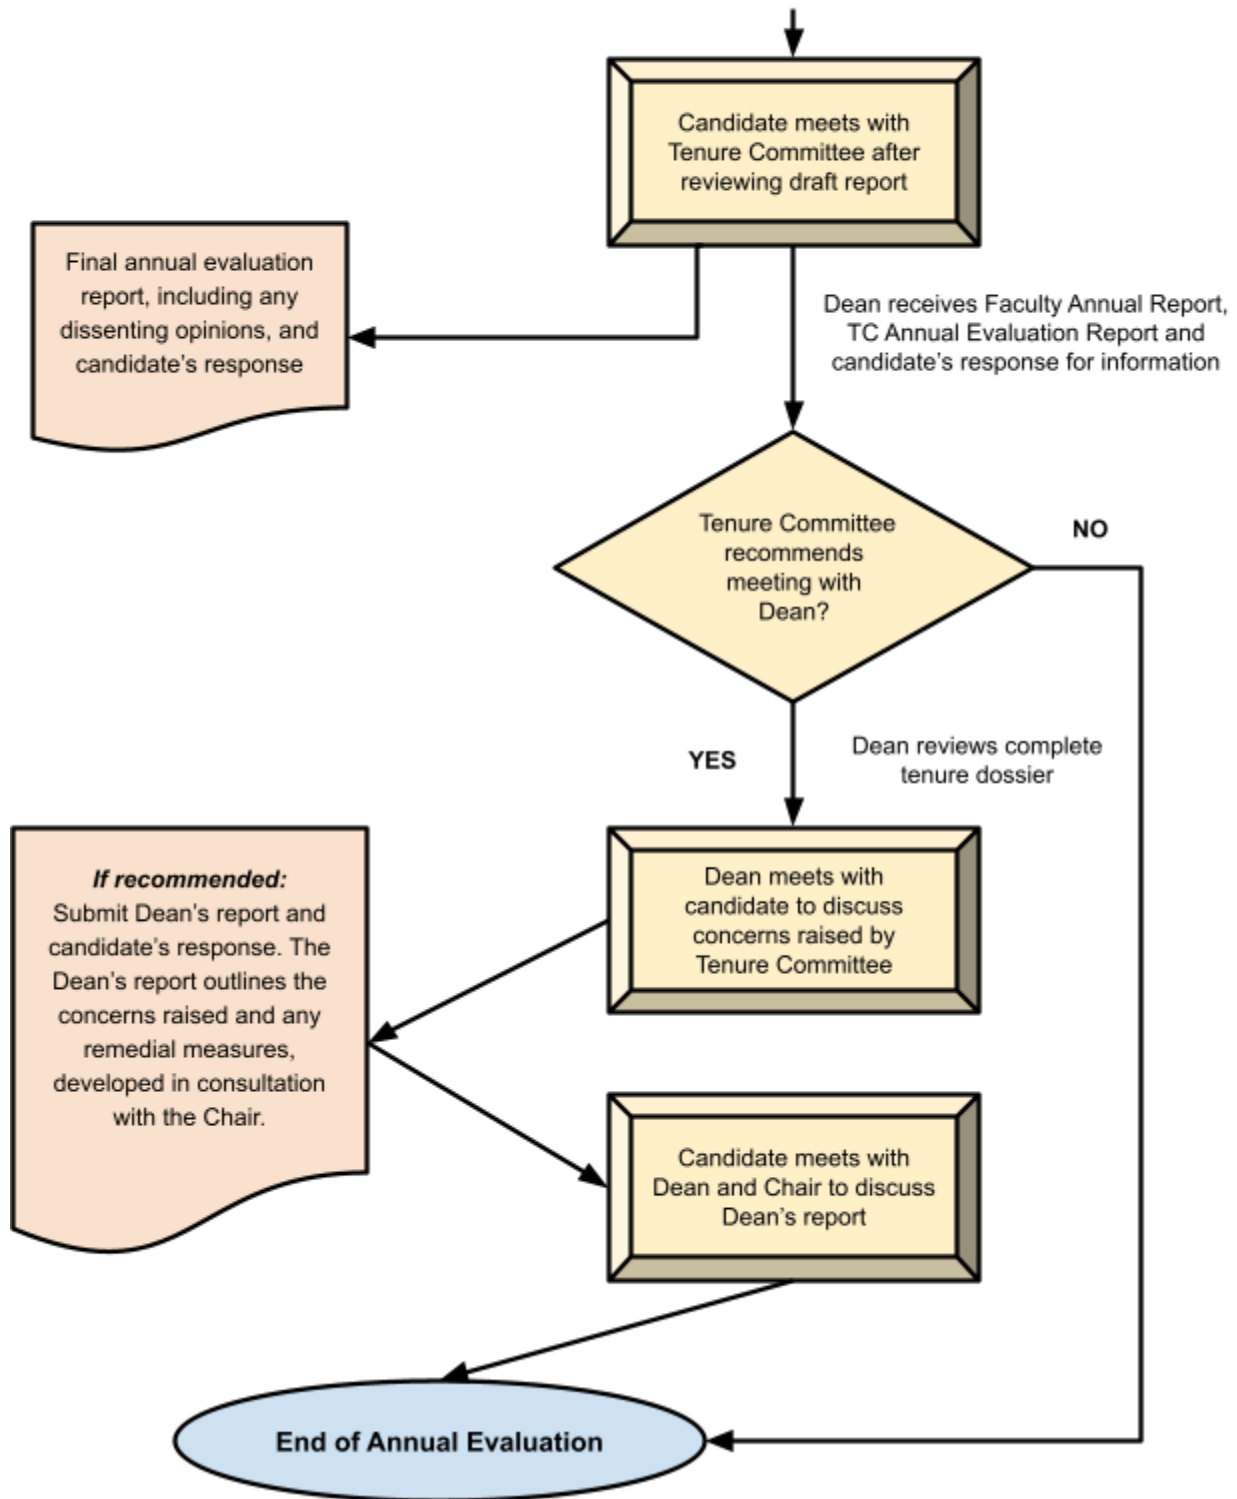 Candidate meets with
Tenure Committee after
reviewing draft report
Final annual evaluation
report, including any
dissenting opinions, and
candidate's response
Dean receives Faculty Annual Report,
TC Annual Evaluation Report and
candidate's response for information
Tenure Committee
recommends
meeting with
Dean?
NO
YES
Dean reviews complete
tenure dossier
Dean meets with
candidate to discuss
concerns raised by
Tenure Committee
If recommended:
Submit Dean's report and
candidate's response. The
Dean's report outlines the
concerns raised and any
remedial measures,
developed in consultation
with the Chair.
Candidate meets with
Dean and Chair to discuss
Dean's report
End of Annual Evaluation